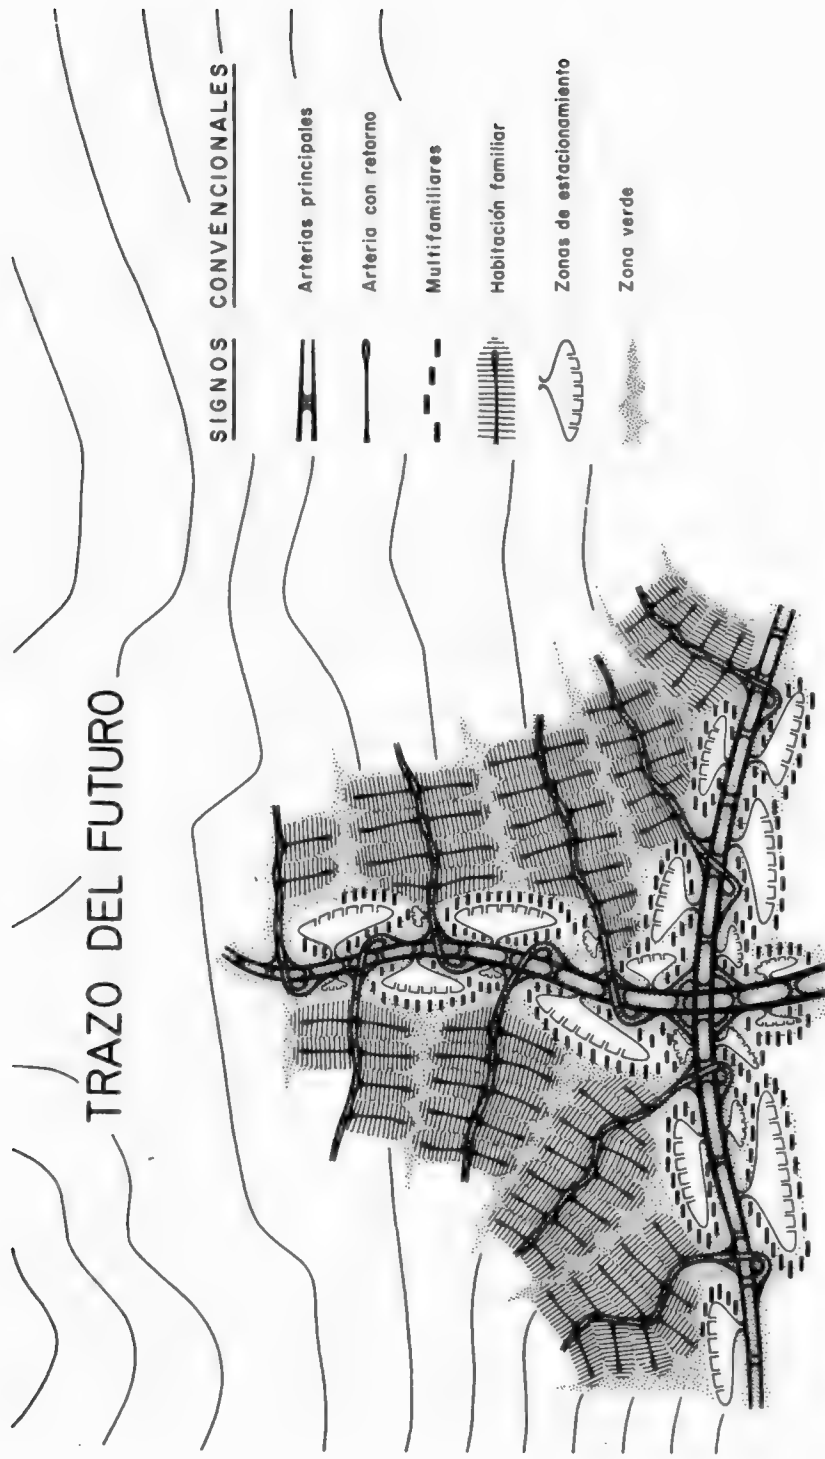 TRAZO DEL FUTURO
SIGNOS CONVENCIONALES
Arterias principales
Arteria con retorno
Multifamiliares
Habitación familiar
Zonas de estacionamiento
Zona verde